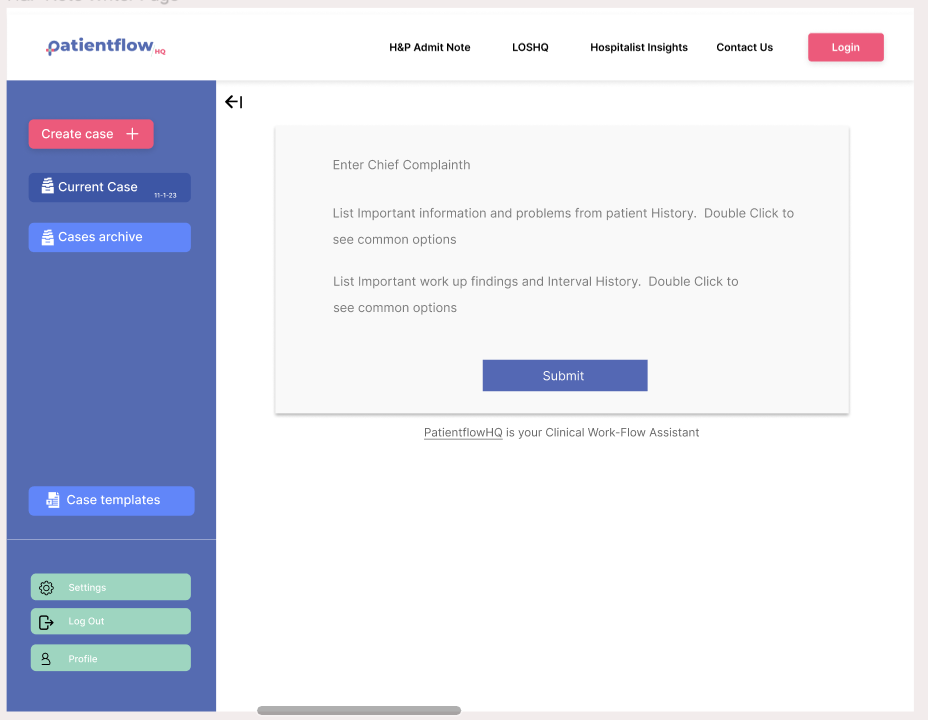 patientflow HQ
H&P Admit Note
LOSHQ
Hospitalist Insights
Contact Us
Login
Create case
Current Case
11-1-23
Cases archive
Enter Chief Complainth
List Important information and problems from patient History. Double Click to
see common options
List Important work up findings and Interval History. Double Click to
see common options
Submit
PatientflowHQ is your Clinical Work-Flow Assistant
Case templates
Settings
Log Out
Profile